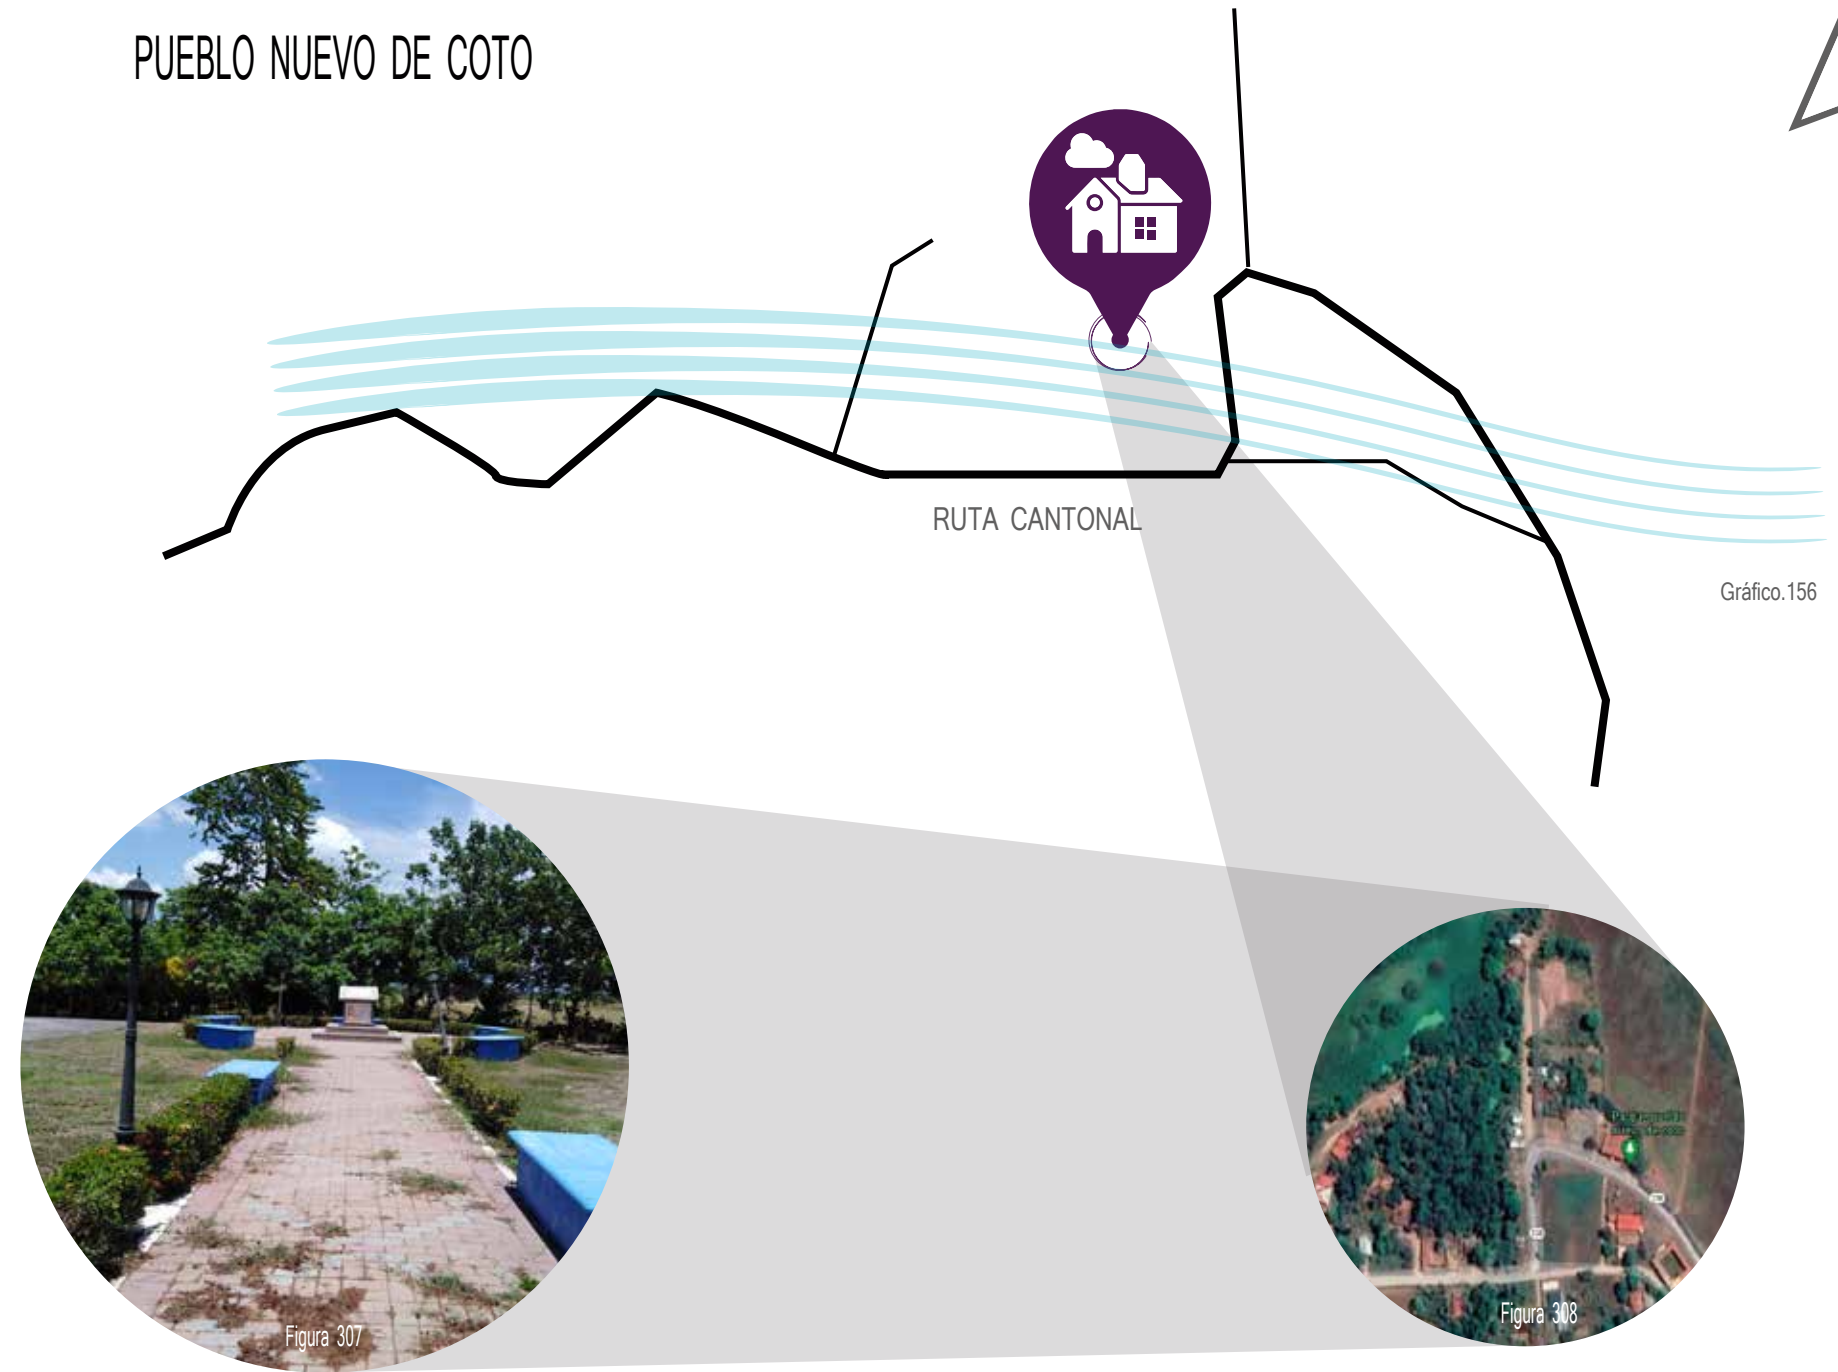 PUEBLO NUEVO DE COTO
RUTA CANTONAL
Gráfico.156
Figura 307
Figura 308